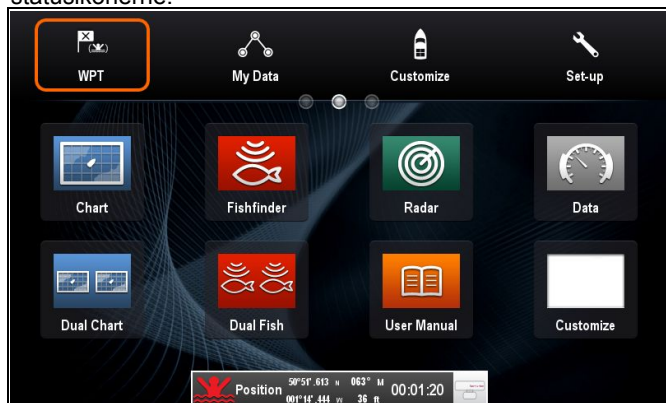 statusikonerne.
WPT My Data Customize Set-up
Chart Fishfinder Radar Data
Dual Chart Dual Fish User Manual Customize
Position 50°51'.613 N 063° M 00:01:20
001°14'.444 W 36 ft